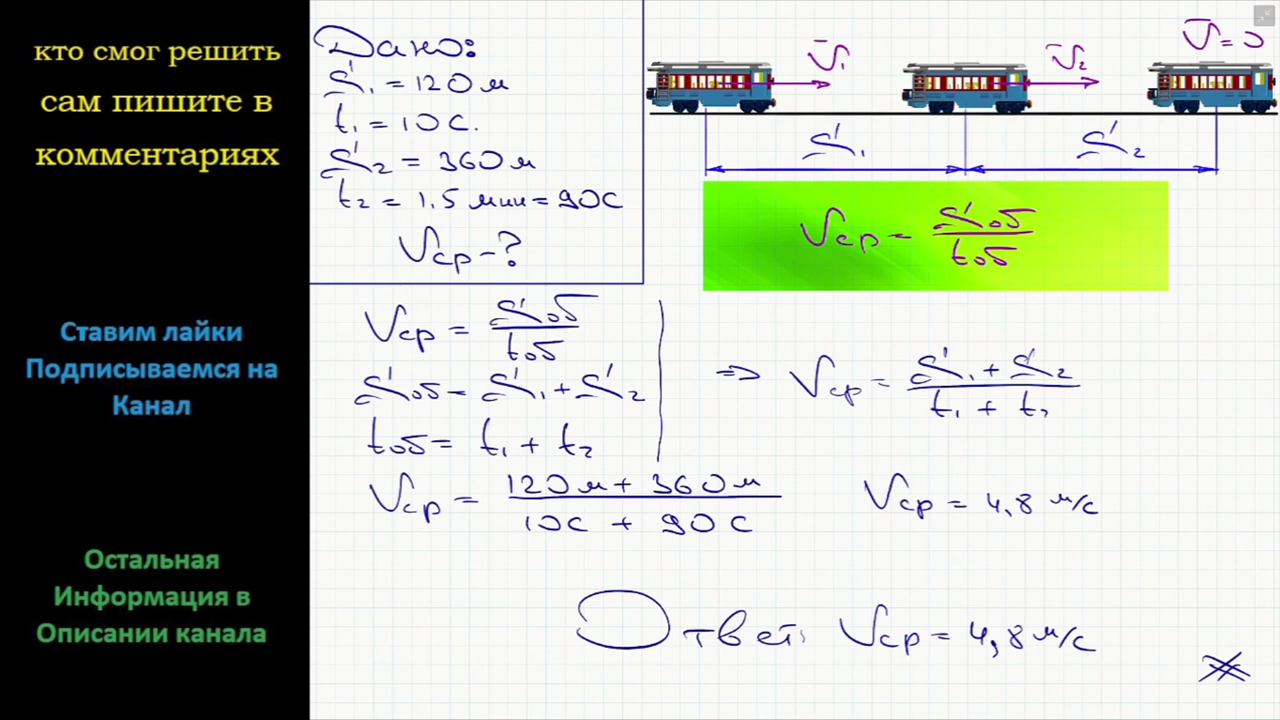 кто смог решить
сам пишите в
комментариях
Ставим лайки
Подписываемся на
Канал
Остальная
Информация в
Описании канала
Дано:
S₁ = 120 м
t₁ = 10 с.
S₂ = 360 м
t₂ = 1.5 мин = 90 с
Vср - ?
V̄₁
V̄₂
V̄ = 0
S₁
S₂
Vср = Sоб / tоб
Vср = Sоб / tоб
Sоб = S₁ + S₂
tоб = t₁ + t₂
=> Vср = (S₁ + S₂) / (t₁ + t₂)
Vср = (120 м + 360 м) / (10 с + 90 с)
Vср = 4,8 м/с
Ответ: Vср = 4,8 м/с